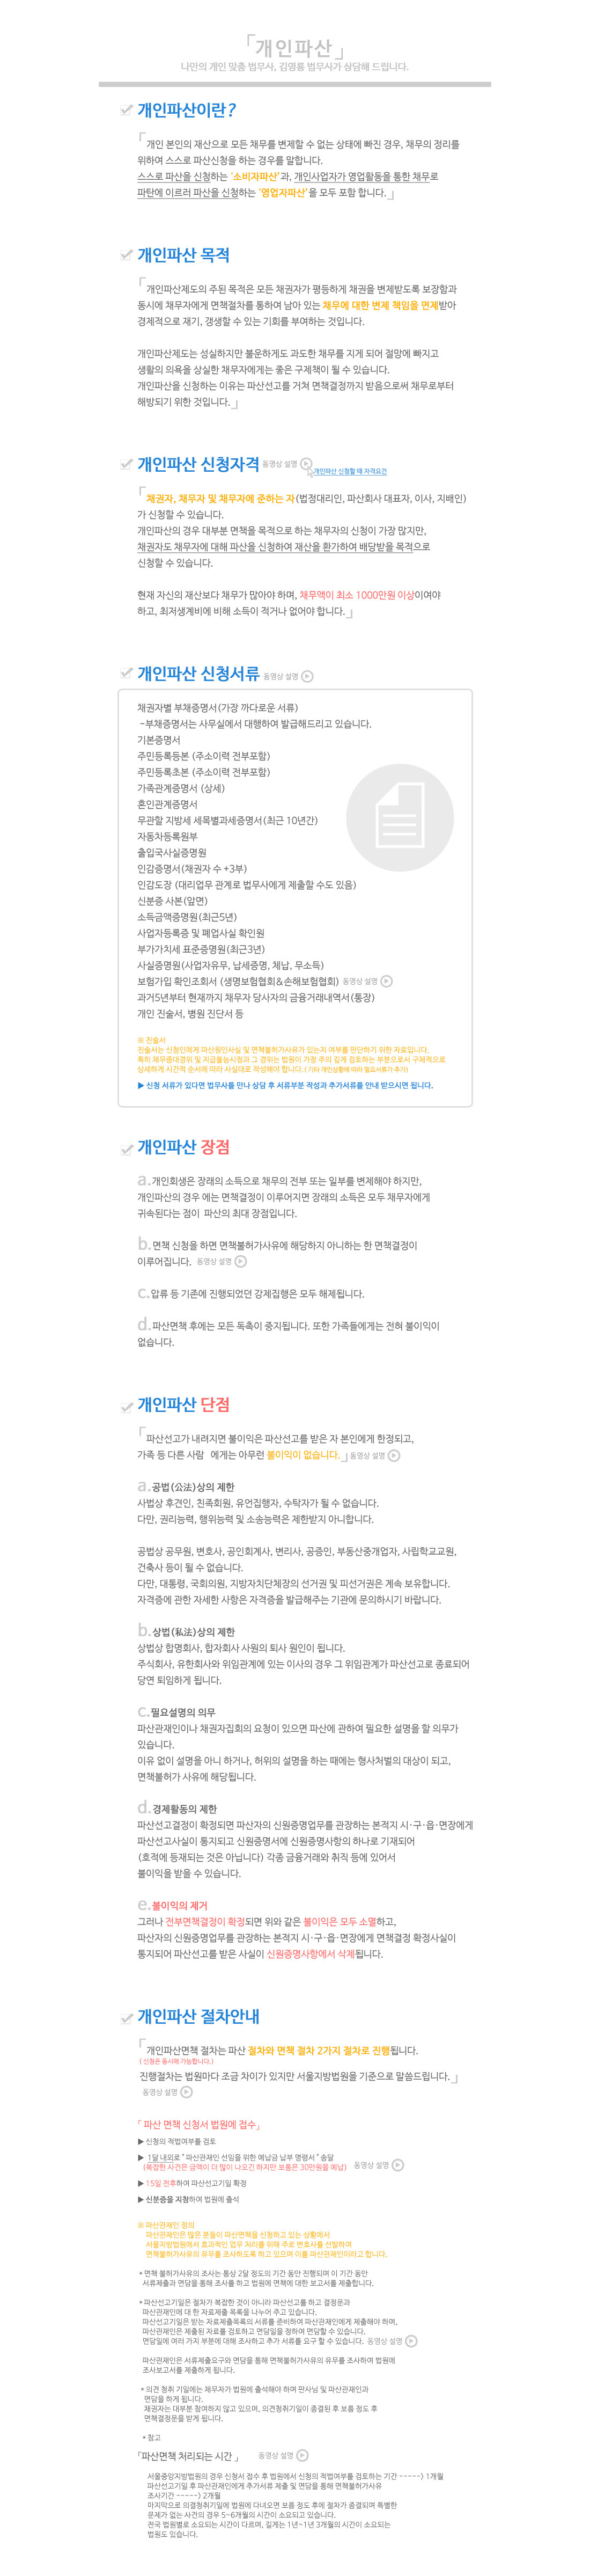 「개인파산」
나만의 개인 맞춤 법무사, 김영룡 법무사가 상담해 드립니다.
개인파산이란?
「개인 본인의 재산으로 모든 채무를 변제할 수 없는 상태에 빠진 경우, 채무의 정리를
위하여 스스로 파산신청을 하는 경우를 말합니다.
스스로 파산을 신청하는 '소비자파산'과, 개인사업자가 영업활동을 통한 채무로
파탄에 이르러 파산을 신청하는 '영업자파산'을 모두 포함 합니다.」
개인파산 목적
「개인파산제도의 주된 목적은 모든 채권자가 평등하게 채권을 변제받도록 보장함과
동시에 채무자에게 면책절차를 통하여 남아 있는 채무에 대한 변제 책임을 면제받아
경제적으로 재기, 갱생할 수 있는 기회를 부여하는 것입니다.
개인파산제도는 성실하지만 불운하게도 과도한 채무를 지게 되어 절망에 빠지고
생활의 의욕을 상실한 채무자에게는 좋은 구제책이 될 수 있습니다.
개인파산을 신청하는 이유는 파산선고를 거쳐 면책결정까지 받음으로써 채무로부터
해방되기 위한 것입니다.」
개인파산 신청자격 동영상 설명
개인파산 신청할 때 자격요건
「채권자, 채무자 및 채무자에 준하는 자(법정대리인, 파산회사 대표자, 이사, 지배인)
가 신청할 수 있습니다.
개인파산의 경우 대부분 면책을 목적으로 하는 채무자의 신청이 가장 많지만,
채권자도 채무자에 대해 파산을 신청하여 재산을 환가하여 배당받을 목적으로
신청할 수 있습니다.
현재 자신의 재산보다 채무가 많아야 하며, 채무액이 최소 1000만원 이상이여야
하고, 최저생계비에 비해 소득이 적거나 없어야 합니다.」
개인파산 신청서류 동영상 설명
채권자별 부채증명서(가장 까다로운 서류)
-부채증명서는 사무실에서 대행하여 발급해드리고 있습니다.
기본증명서
주민등록등본 (주소이력 전부포함)
주민등록초본 (주소이력 전부포함)
가족관계증명서 (상세)
혼인관계증명서
무관할 지방세 세목별과세증명서(최근 10년간)
자동차등록원부
출입국사실증명원
인감증명서(채권자 수 +3부)
인감도장 (대리업무 관계로 법무사에게 제출할 수도 있음)
신분증 사본(앞면)
소득금액증명원(최근5년)
사업자등록증 및 폐업사실 확인원
부가가치세 표준증명원(최근3년)
사실증명원(사업자유무, 납세증명, 체납, 무소득)
보험가입 확인조회서 (생명보험협회&손해보험협회) 동영상 설명
과거5년부터 현재까지 채무자 당사자의 금융거래내역서(통장)
개인 진술서, 병원 진단서 등
※ 진술서
진술서는 신청인에게 파산원인사실 및 면책불허가사유가 있는지 여부를 판단하기 위한 자료입니다.
특히 채무증대경위 및 지급불능시점과 그 경위는 법원이 가장 주의 깊게 검토하는 부분으로서 구체적으로
상세하게 시간적 순서에 따라 사실대로 작성해야 합니다.( 기타 개인상황에 따라 필요서류가 추가)
▶ 신청 서류가 있다면 법무사를 만나 상담 후 서류부분 작성과 추가서류를 안내 받으시면 됩니다.
개인파산 장점
a.개인회생은 장래의 소득으로 채무의 전부 또는 일부를 변제해야 하지만,
개인파산의 경우 에는 면책결정이 이루어지면 장래의 소득은 모두 채무자에게
귀속된다는 점이 파산의 최대 장점입니다.
b.면책 신청을 하면 면책불허가사유에 해당하지 아니하는 한 면책결정이
이루어집니다. 동영상 설명
c.압류 등 기존에 진행되었던 강제집행은 모두 해제됩니다.
d.파산면책 후에는 모든 독촉이 중지됩니다. 또한 가족들에게는 전혀 불이익이
없습니다.
개인파산 단점
「파산선고가 내려지면 불이익은 파산선고를 받은 자 본인에게 한정되고,
가족 등 다른 사람 에게는 아무런 불이익이 없습니다.」 동영상 설명
a.공법(公法)상의 제한
사법상 후견인, 친족회원, 유언집행자, 수탁자가 될 수 없습니다.
다만, 권리능력, 행위능력 및 소송능력은 제한받지 아니합니다.
공법상 공무원, 변호사, 공인회계사, 변리사, 공증인, 부동산중개업자, 사립학교교원,
건축사 등이 될 수 없습니다.
다만, 대통령, 국회의원, 지방자치단체장의 선거권 및 피선거권은 계속 보유합니다.
자격증에 관한 자세한 사항은 자격증을 발급해주는 기관에 문의하시기 바랍니다.
b.상법(私法)상의 제한
상법상 합명회사, 합자회사 사원의 퇴사 원인이 됩니다.
주식회사, 유한회사와 위임관계에 있는 이사의 경우 그 위임관계가 파산선고로 종료되어
당연 퇴임하게 됩니다.
c.필요설명의 의무
파산관재인이나 채권자집회의 요청이 있으면 파산에 관하여 필요한 설명을 할 의무가
있습니다.
이유 없이 설명을 아니 하거나, 허위의 설명을 하는 때에는 형사처벌의 대상이 되고,
면책불허가 사유에 해당됩니다.
d.경제활동의 제한
파산선고결정이 확정되면 파산자의 신원증명업무를 관장하는 본적지 시·구·읍·면장에게
파산선고사실이 통지되고 신원증명서에 신원증명사항의 하나로 기재되어
(호적에 등재되는 것은 아닙니다) 각종 금융거래와 취직 등에 있어서
불이익을 받을 수 있습니다.
e.불이익의 제거
그러나 전부면책결정이 확정되면 위와 같은 불이익은 모두 소멸하고,
파산자의 신원증명업무를 관장하는 본적지 시·구·읍·면장에게 면책결정 확정사실이
통지되어 파산선고를 받은 사실이 신원증명사항에서 삭제됩니다.
개인파산 절차안내
「개인파산면책 절차는 파산 절차와 면책 절차 2가지 절차로 진행됩니다.
( 신청은 동시에 가능합니다.)
진행절차는 법원마다 조금 차이가 있지만 서울지방법원을 기준으로 말씀드립니다.」
동영상 설명
「 파산 면책 신청서 법원에 접수」
▶ 신청의 적법여부를 검토
▶ 1달 내외로 " 파산관재인 선임을 위한 예납금 납부 명령서 " 송달
(복잡한 사건은 금액이 더 많이 나오긴 하지만 보통은 30만원을 예납) 동영상 설명
▶ 15일 전후하여 파산선고기일 확정
▶ 신분증을 지참하여 법원에 출석
※ 파산관재인 정의
파산관재인은 많은 분들이 파산면책을 신청하고 있는 상황에서
서울지방법원에서 효과적인 업무 처리를 위해 주로 변호사를 선발하여
면책불허가사유의 유무를 조사하도록 하고 있으며 이를 파산관재인이라고 합니다.
* 면책 불허가사유의 조사는 통상 2달 정도의 기간 동안 진행되며 이 기간 동안
서류제출과 면담을 통해 조사를 하고 법원에 면책에 대한 보고서를 제출합니다.
* 파산선고기일은 절차가 복잡한 것이 아니라 파산선고를 하고 결정문과
파산관재인에 대 한 자료제출 목록을 나누어 주고 있습니다.
파산선고기일은 받는 자료제출목록의 서류를 준비하여 파산관재인에게 제출해야 하며,
파산관재인은 제출된 자료를 검토하고 면담일을 정하여 면담할 수 있습니다.
면담일에 여러 가지 부분에 대해 조사하고 추가 서류를 요구 할 수 있습니다. 동영상 설명
파산관재인은 서류제출요구와 면담을 통해 면책불허가사유의 유무를 조사하여 법원에
조사보고서를 제출하게 됩니다.
* 의견 청취 기일에는 채무자가 법원에 출석해야 하며 판사님 및 파산관재인과
면담을 하게 됩니다.
채권자는 대부분 참여하지 않고 있으며, 의견청취기일이 종결된 후 보름 정도 후
면책결정문을 받게 됩니다.
* 참고
「파산면책 처리되는 시간 」 동영상 설명
서울중앙지방법원의 경우 신청서 접수 후 법원에서 신청의 적법여부를 검토하는 기간 -----> 1개월
파산선고기일 후 파산관재인에게 추가서류 제출 및 면담을 통해 면책불허가사유
조사기간 -----> 2개월
마지막으로 의결청취기일에 법원에 다녀오면 보름 정도 후에 절차가 종결되며 특별한
문제가 없는 사건의 경우 5~6개월의 시간이 소요되고 있습니다.
전국 법원별로 소요되는 시간이 다르며, 길게는 1년~1년 3개월의 시간이 소요되는
법원도 있습니다.